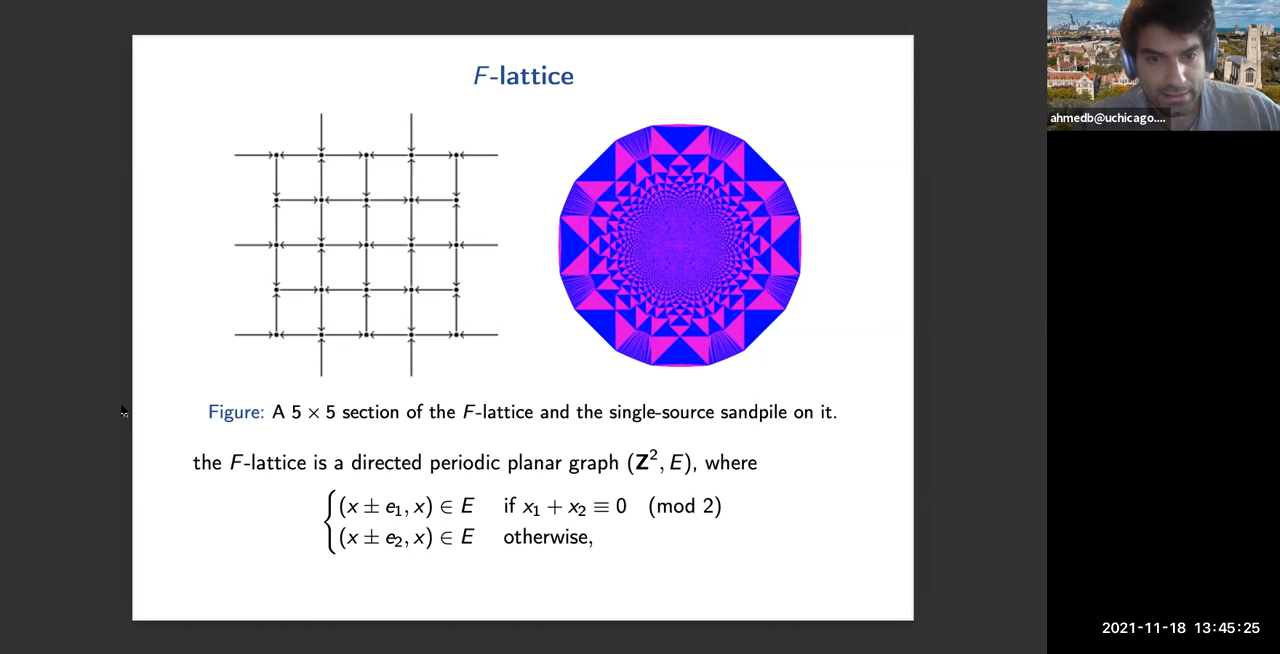 F-lattice
Figure: A 5 × 5 section of the F-lattice and the single-source sandpile on it.
the F-lattice is a directed periodic planar graph (Z², E), where
(x ± e₁, x) ∈ E if x₁ + x₂ ≡ 0 (mod 2)
(x ± e₂, x) ∈ E otherwise,
ahmedb@uchicago....
2021-11-18 13:45:25